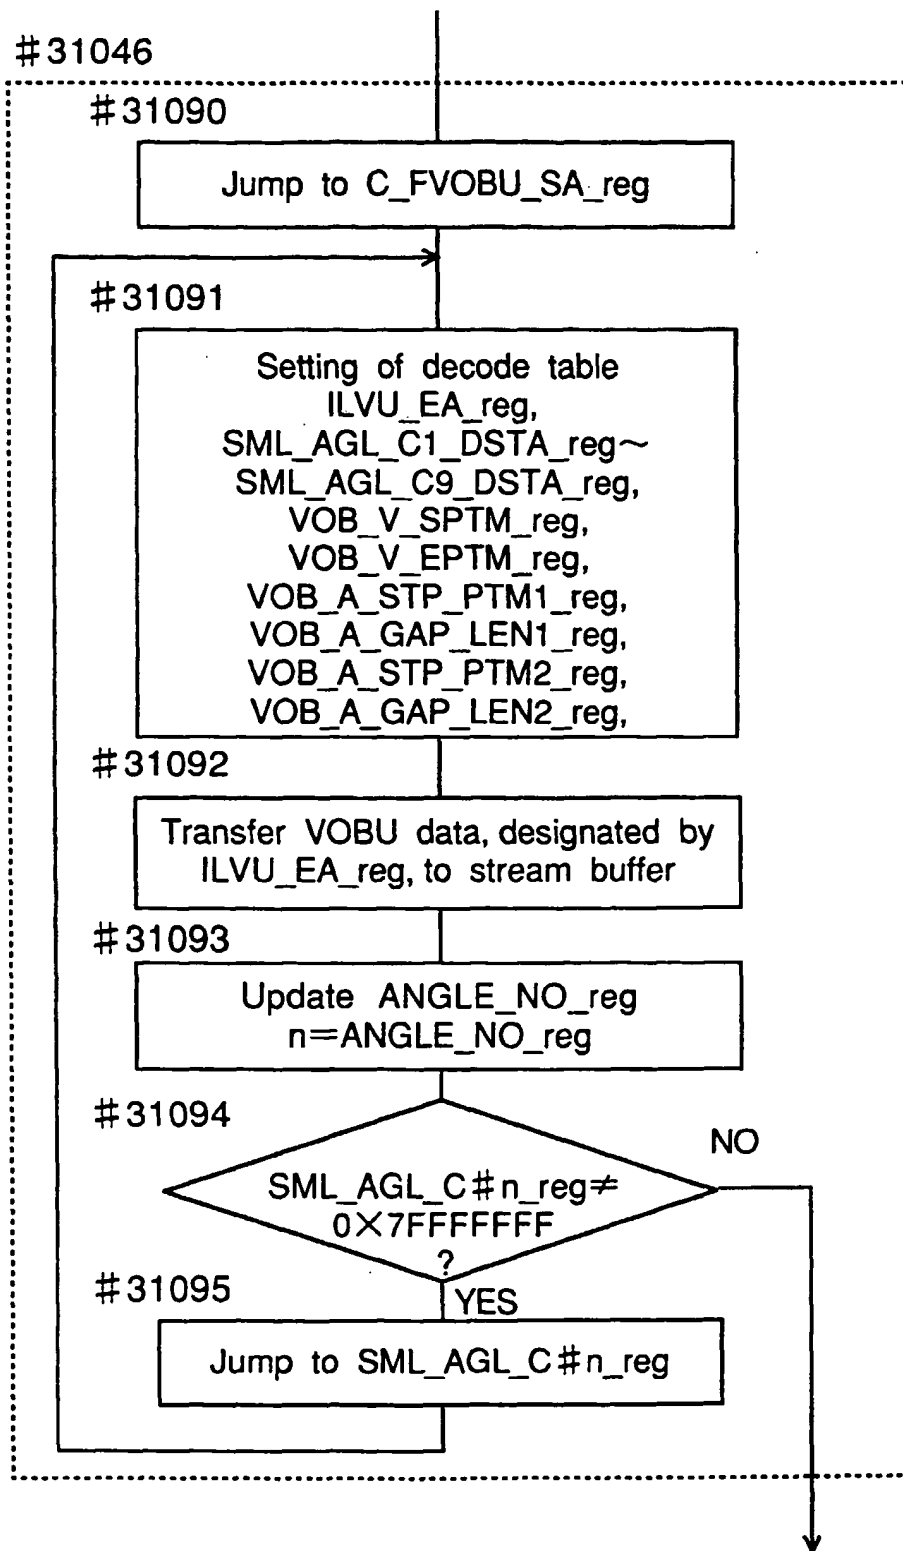 #31046
#31090
Jump to C_FVOBU_SA_reg
#31091
Setting of decode table
ILVU_EA_reg,
SML_AGL_C1_DSTA_reg~
SML_AGL_C9_DSTA_reg,
VOB_V_SPTM_reg,
VOB_V_EPTM_reg,
VOB_A_STP_PTM1_reg,
VOB_A_GAP_LEN1_reg,
VOB_A_STP_PTM2_reg,
VOB_A_GAP_LEN2_reg,
#31092
Transfer VOBU data, designated by
ILVU_EA_reg, to stream buffer
#31093
Update ANGLE_NO_reg
n=ANGLE_NO_reg
#31094
NO
SML_AGL_C#n_reg≠
0×7FFFFFFF
?
#31095
YES
Jump to SML_AGL_C#n_reg